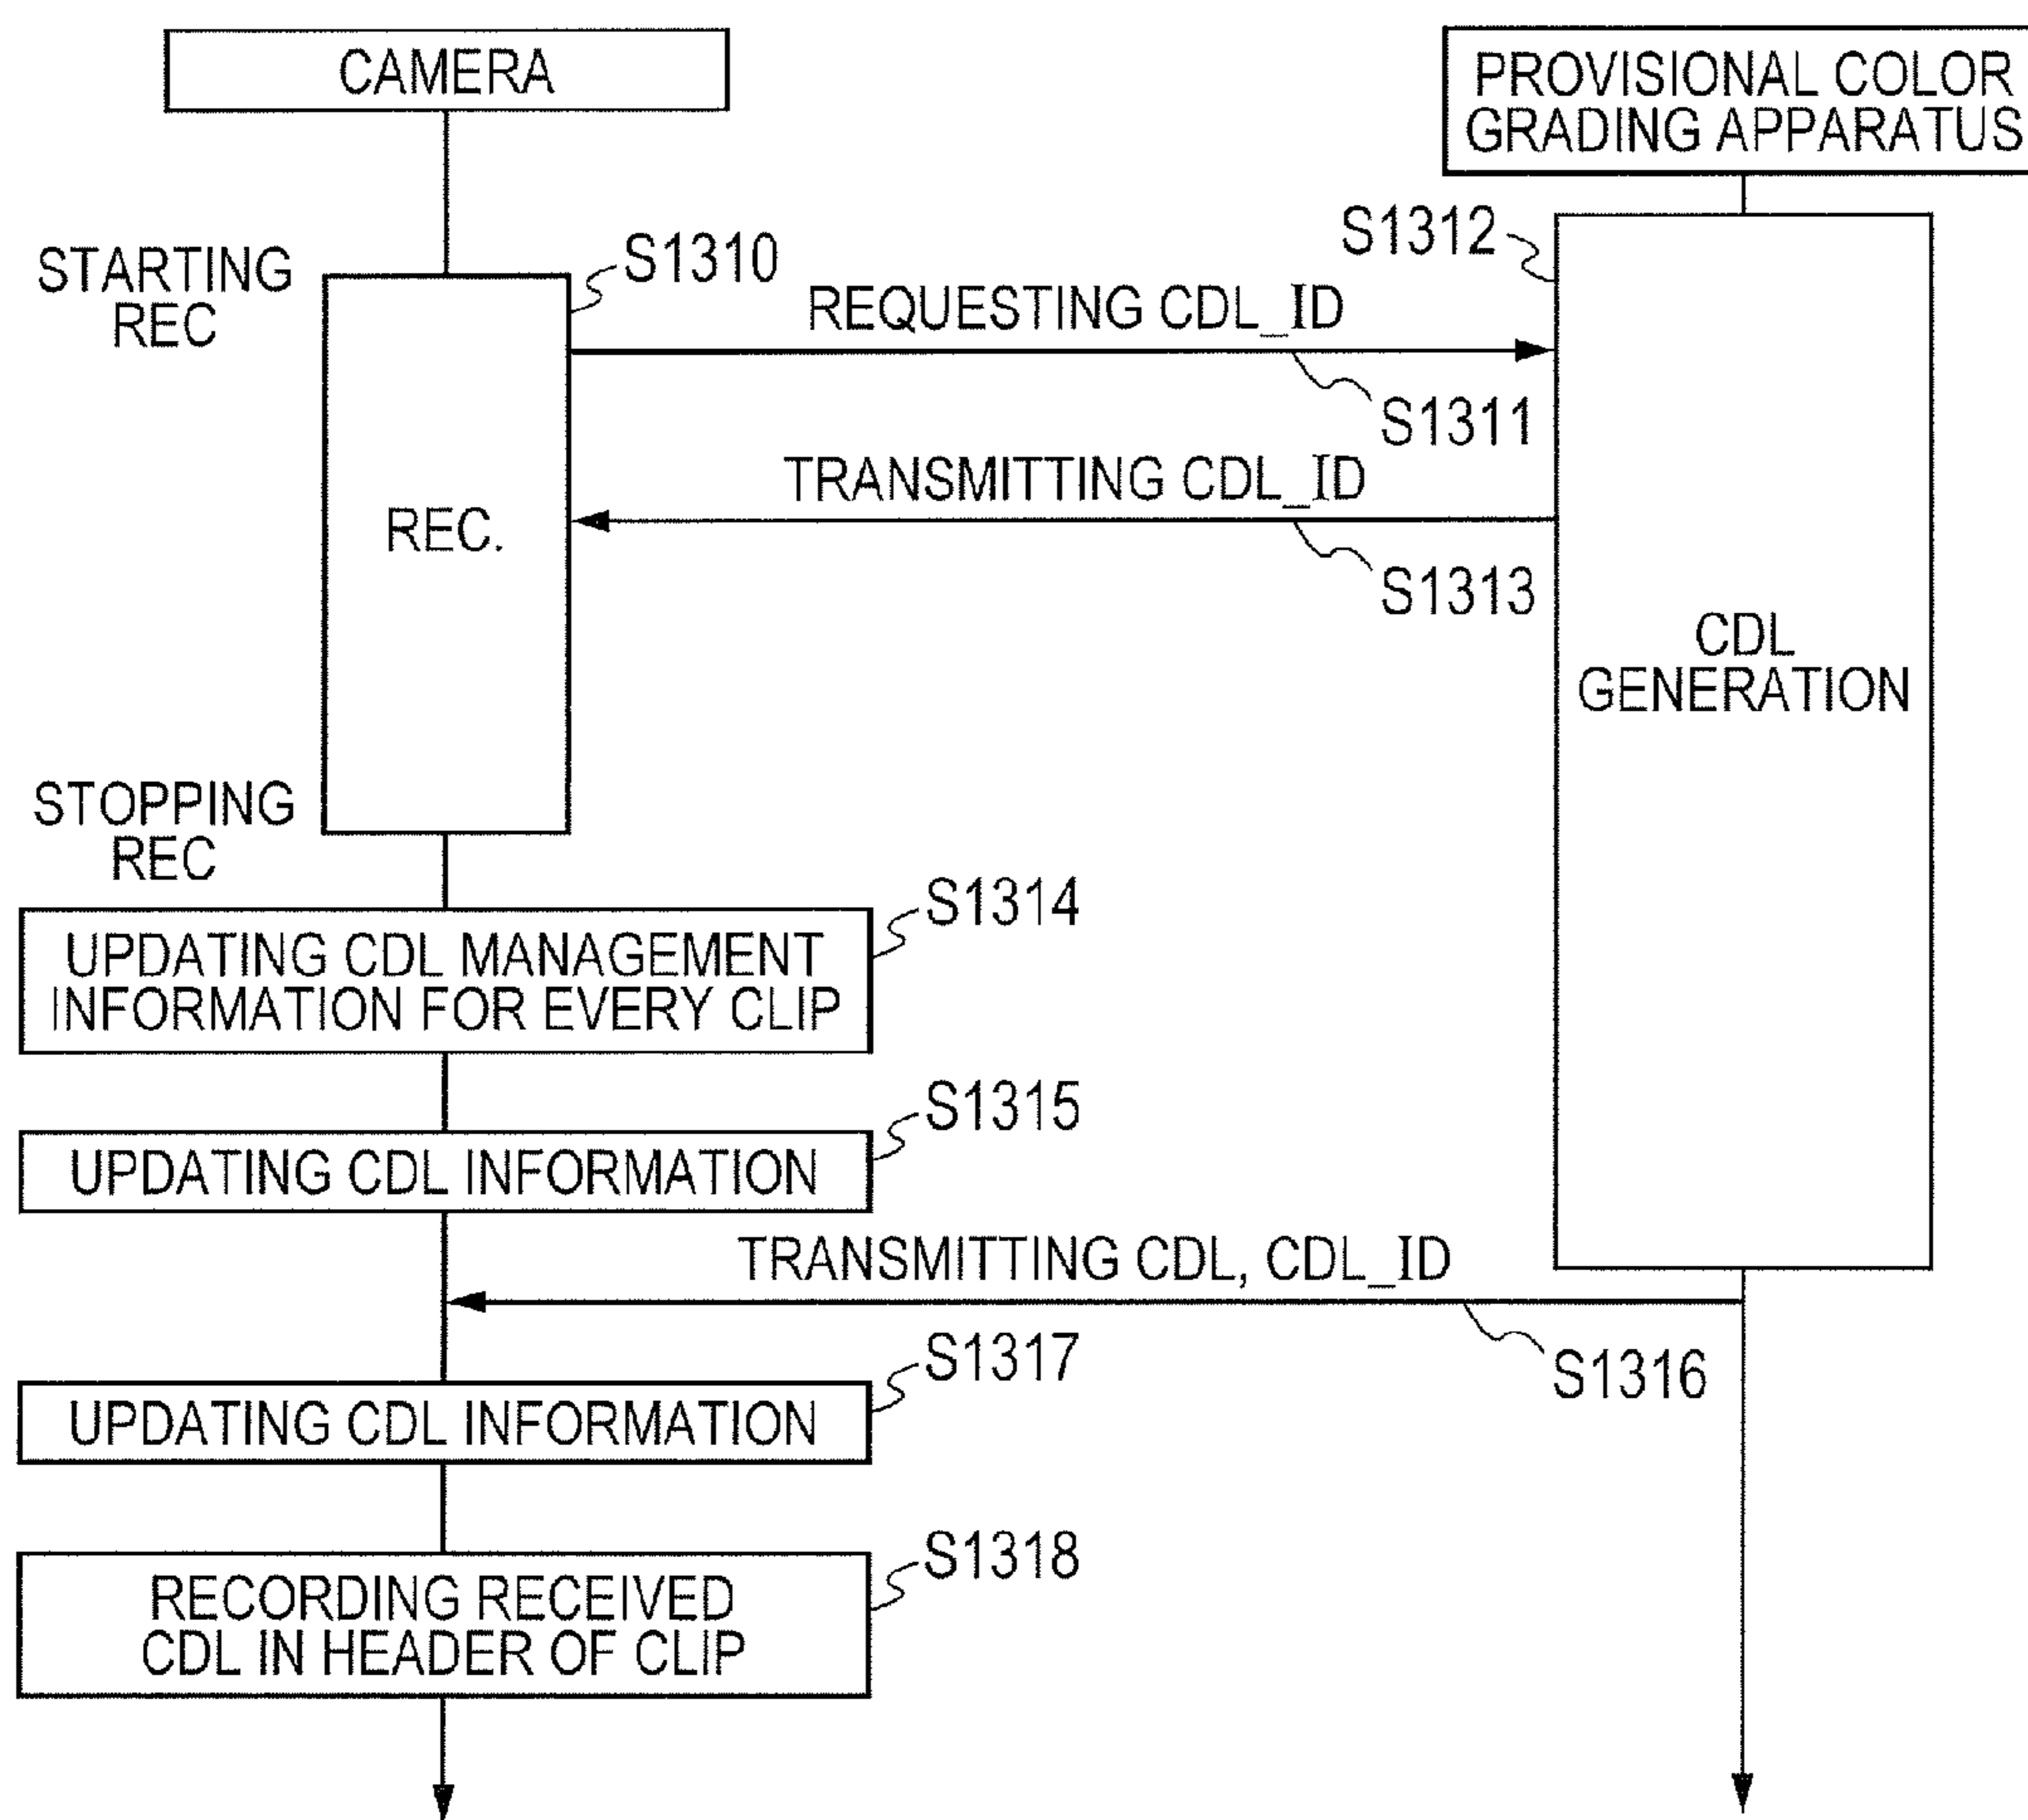 CAMERA
PROVISIONAL COLOR
GRADING APPARATUS
STARTING
REC
S1310
S1312
REQUESTING CDL_ID
S1311
TRANSMITTING CDL_ID
S1313
REC.
CDL
GENERATION
STOPPING
REC
S1314
UPDATING CDL MANAGEMENT
INFORMATION FOR EVERY CLIP
S1315
UPDATING CDL INFORMATION
TRANSMITTING CDL, CDL_ID
S1316
S1317
UPDATING CDL INFORMATION
S1318
RECORDING RECEIVED
CDL IN HEADER OF CLIP